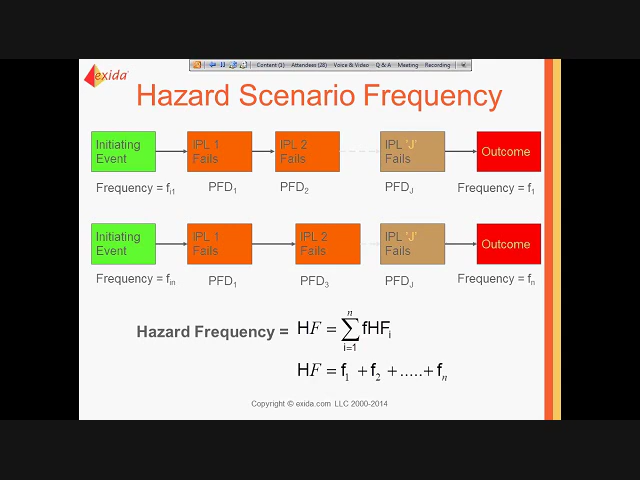 Content (1) Attendees (28) Voice & Video Q & A Meeting Recording
exida
Hazard Scenario Frequency
Initiating
Event
IPL 1
Fails
IPL 2
Fails
IPL 'J'
Fails
Outcome
Frequency = fi1 PFD1 PFD2 PFDJ Frequency = f1
Initiating
Event
IPL 1
Fails
IPL 2
Fails
IPL 'J'
Fails
Outcome
Frequency = fin PFD1 PFD3 PFDJ Frequency = fn
Hazard Frequency = HF = n∑i=1 fHFi
HF = f1 + f2 + ..... + fn
Copyright © exida.com LLC 2000-2014